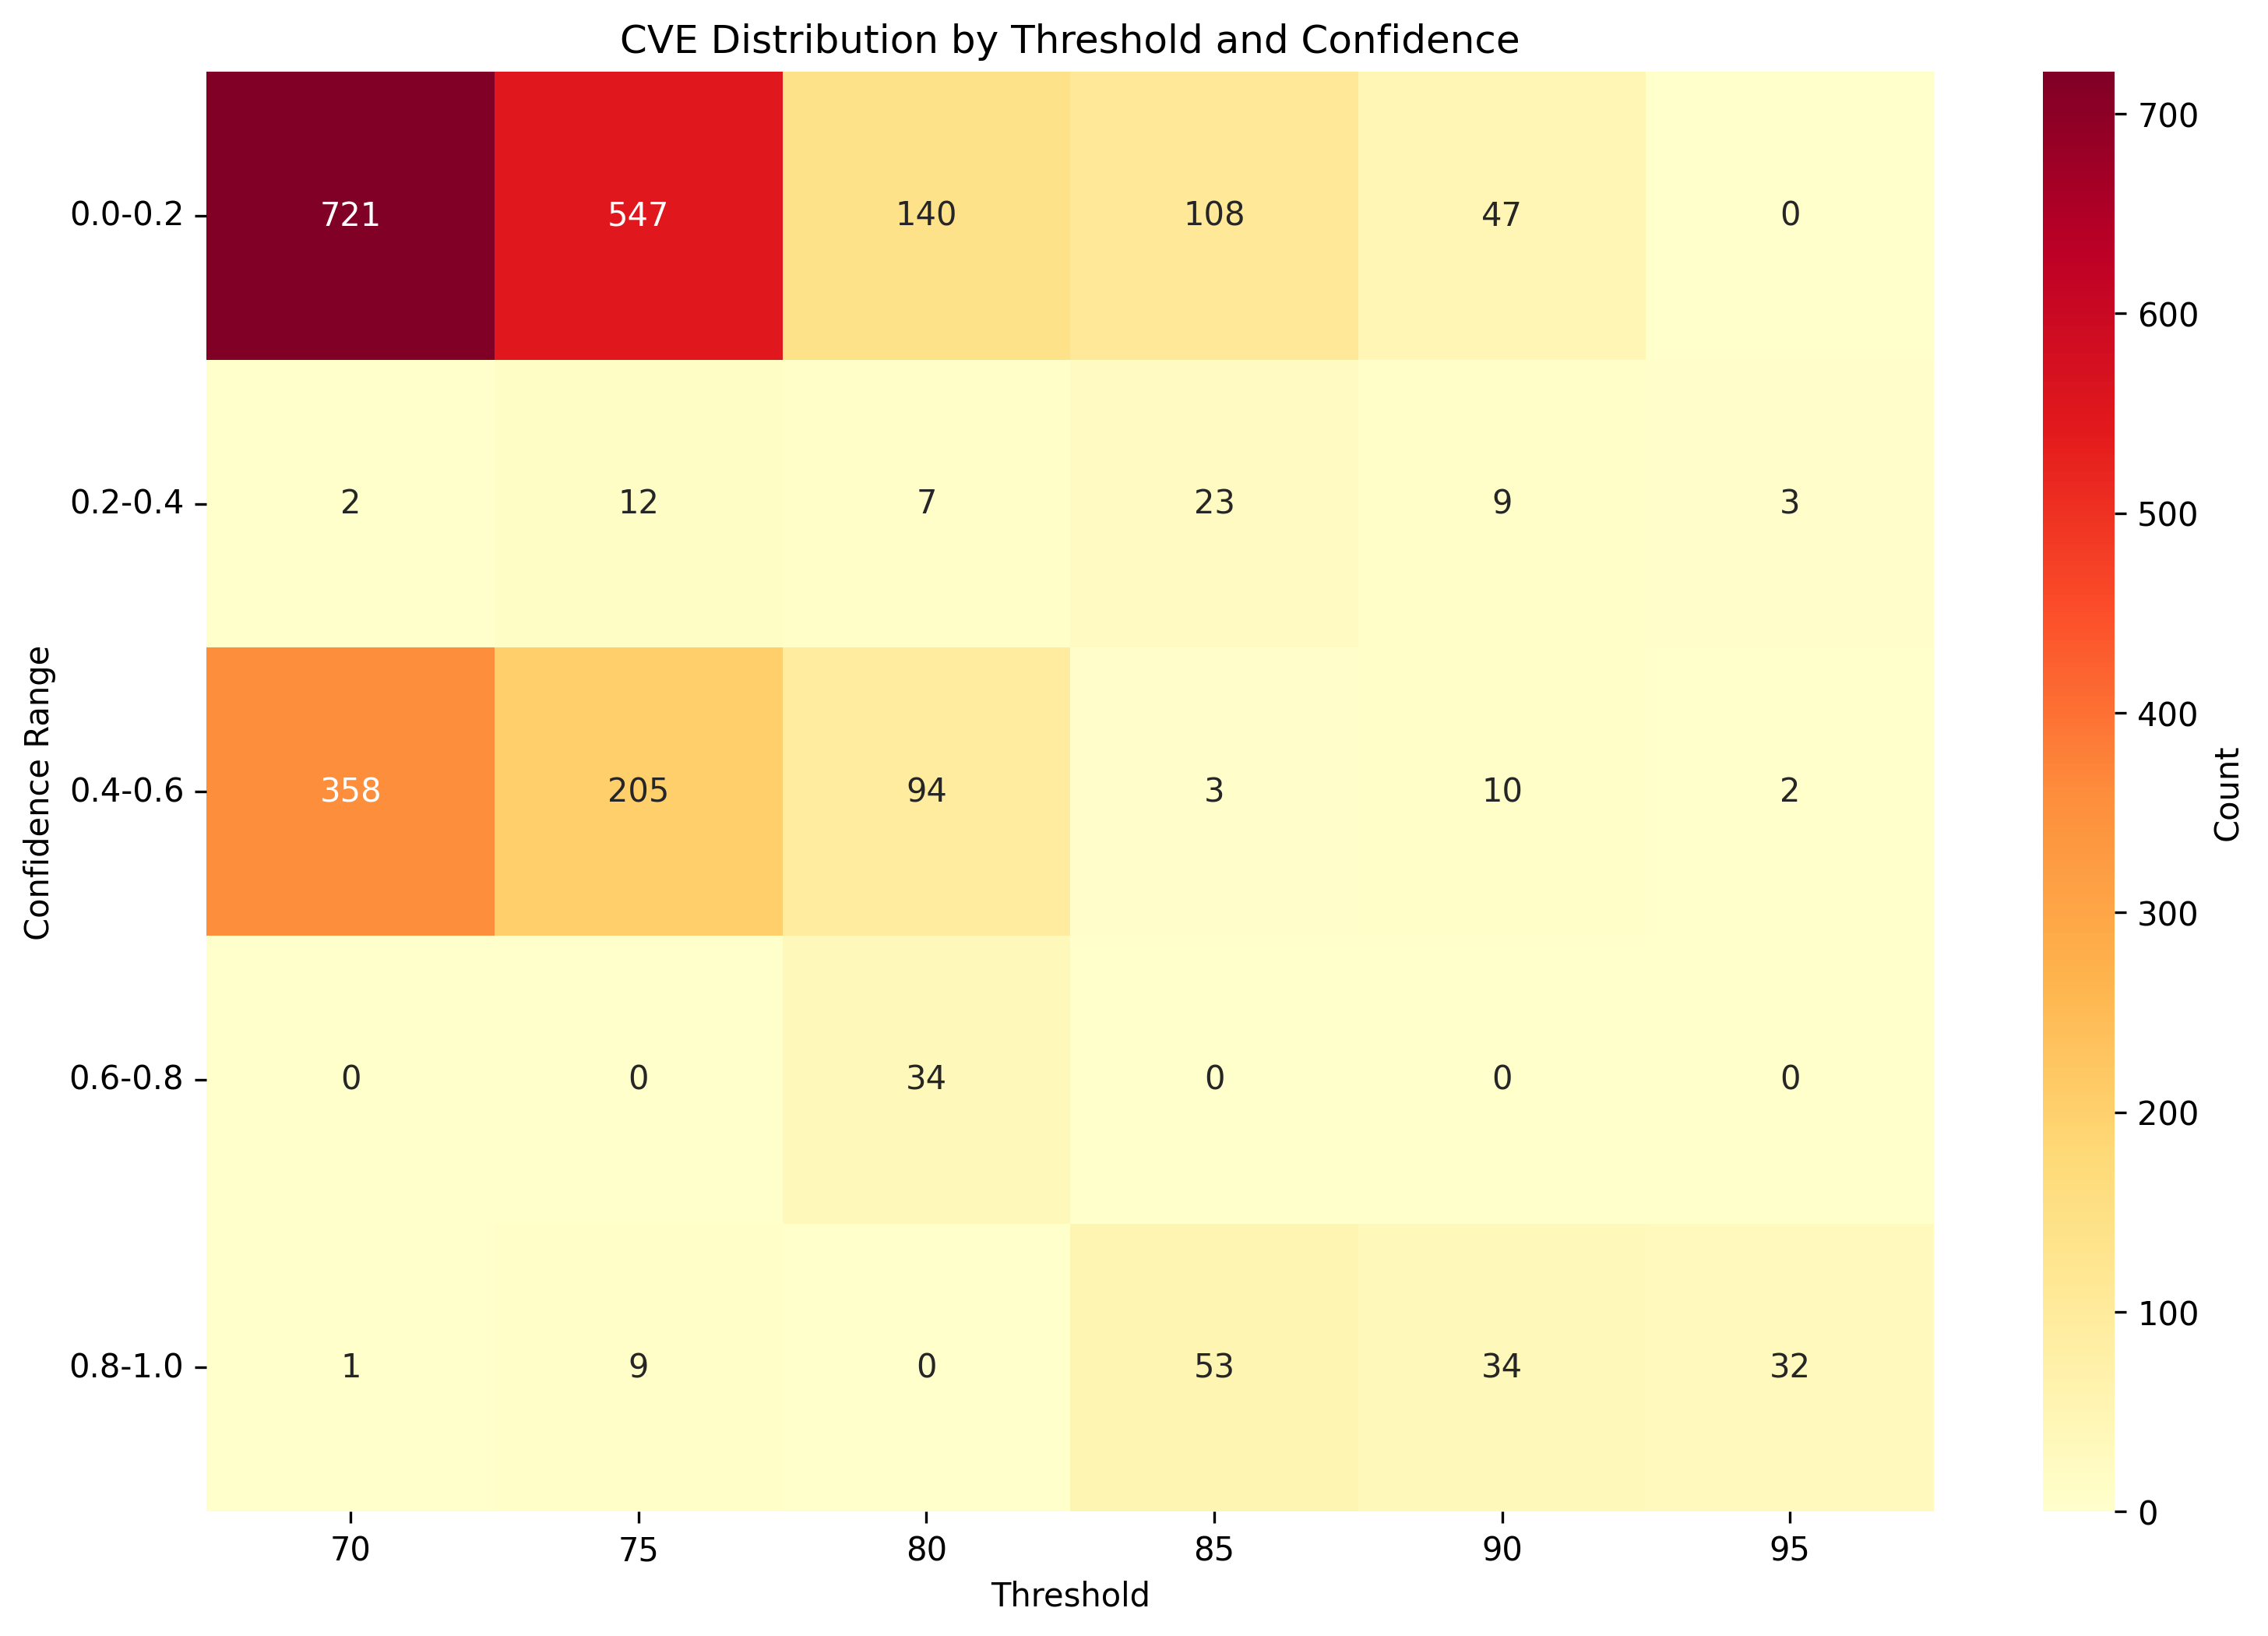 CVE Distribution by Threshold and Confidence
Confidence Range
0.0-0.2 721 547 140 108 47 0
0.2-0.4 2 12 7 23 9 3
0.4-0.6 358 205 94 3 10 2
0.6-0.8 0 0 34 0 0 0
0.8-1.0 1 9 0 53 34 32
70 75 80 85 90 95
Threshold
700
600
500
400
300
200
100
0
Count